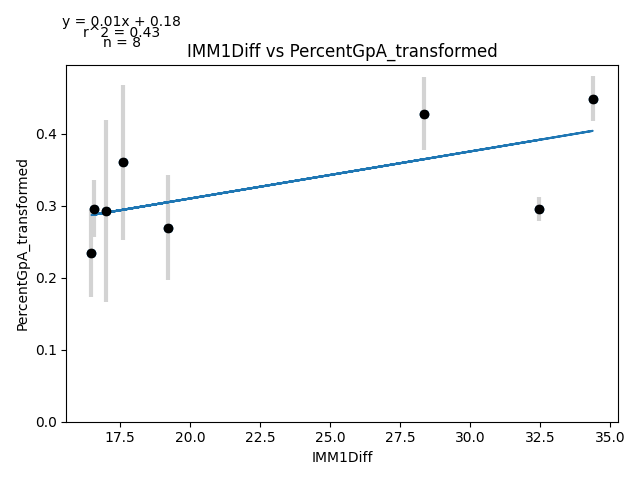 y = 0.01x + 0.18
r^2 = 0.43
n = 8
IMM1Diff vs PercentGpA_transformed
PercentGpA_transformed
0.4
0.3
0.2
0.1
0.0
17.5 20.0 22.5 25.0 27.5 30.0 32.5 35.0
IMM1Diff